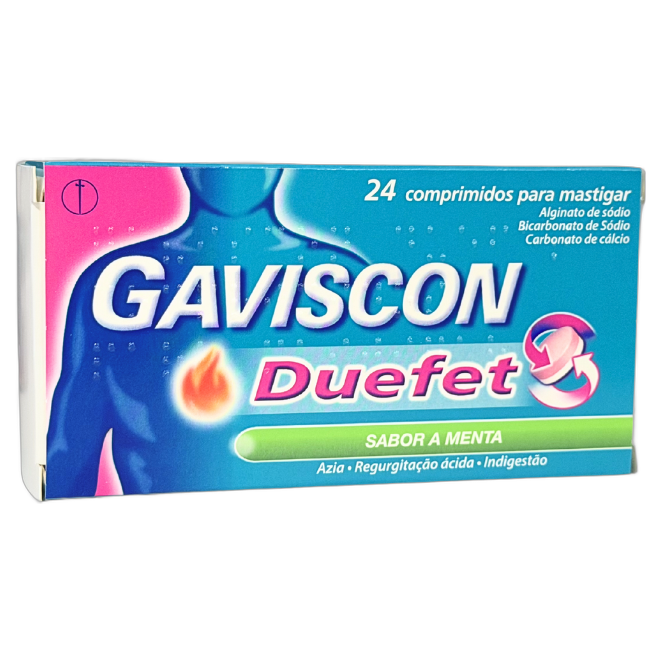 24 comprimidos para mastigar
Alginato de sódio
Bicarbonato de Sódio
Carbonato de cálcio
GAVISCON
Duefet
SABOR A MENTA
Azia • Regurgitação ácida • Indigestão